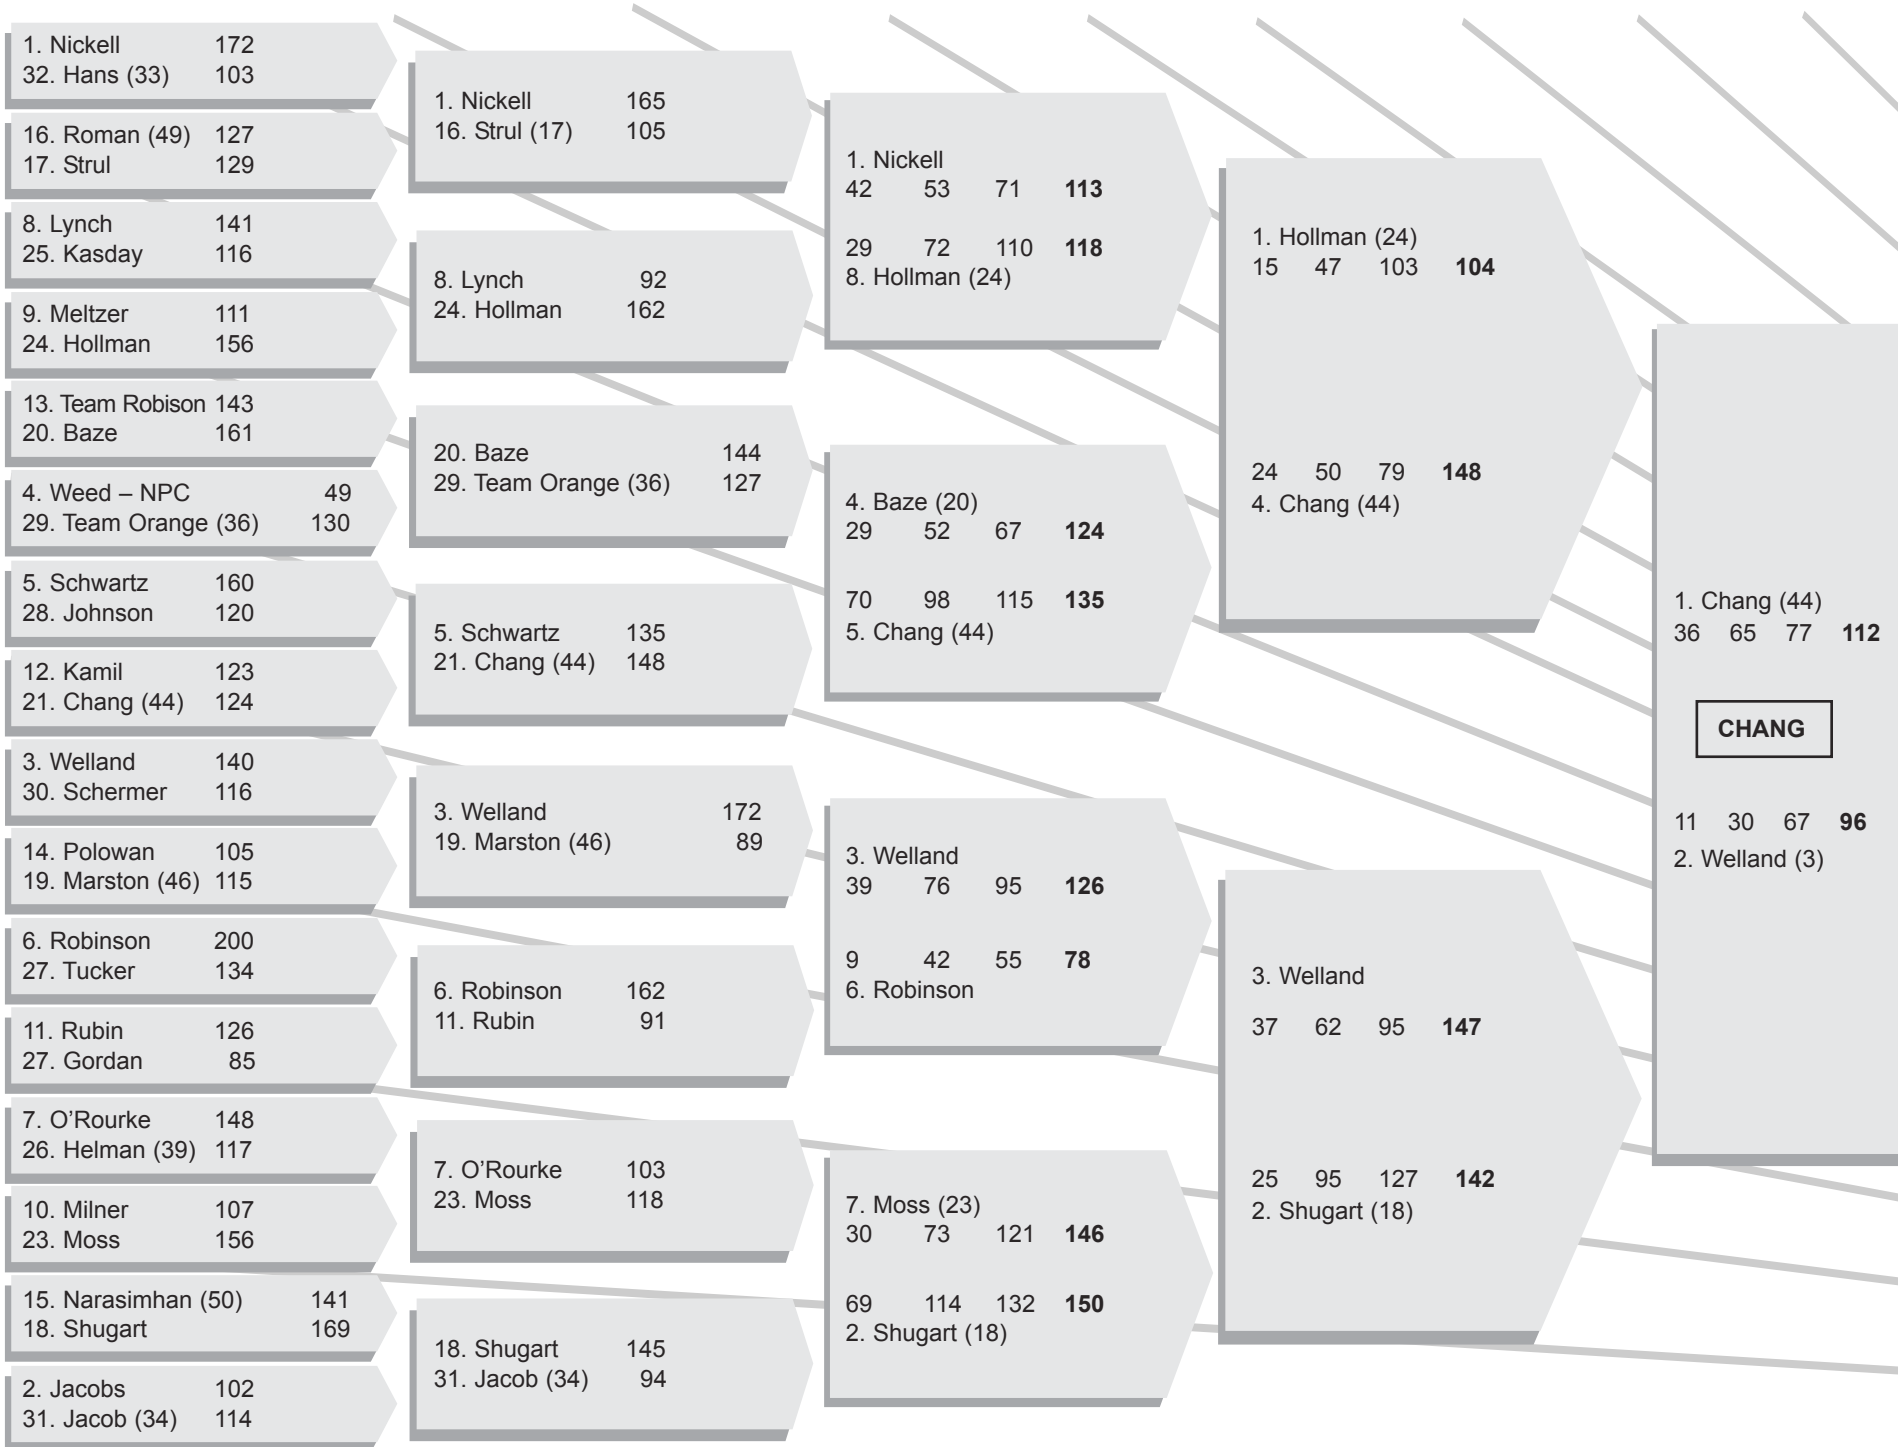 1. Nickell 172
32. Hans (33) 103
16. Roman (49) 127
17. Strul 129
8. Lynch 141
25. Kasday 116
9. Meltzer 111
24. Hollman 156
13. Team Robison 143
20. Baze 161
4. Weed – NPC 49
29. Team Orange (36) 130
5. Schwartz 160
28. Johnson 120
12. Kamil 123
21. Chang (44) 124
3. Welland 140
30. Schermer 116
14. Polowan 105
19. Marston (46) 115
6. Robinson 200
27. Tucker 134
11. Rubin 126
27. Gordan 85
7. O’Rourke 148
26. Helman (39) 117
10. Milner 107
23. Moss 156
15. Narasimhan (50) 141
18. Shugart 169
2. Jacobs 102
31. Jacob (34) 114
1. Nickell 165
16. Strul (17) 105
8. Lynch 92
24. Hollman 162
20. Baze 144
29. Team Orange (36) 127
5. Schwartz 135
21. Chang (44) 148
3. Welland 172
19. Marston (46) 89
6. Robinson 162
11. Rubin 91
7. O’Rourke 103
23. Moss 118
18. Shugart 145
31. Jacob (34) 94
1. Nickell
42 53 71 113
29 72 110 118
8. Hollman (24)
4. Baze (20)
29 52 67 124
70 98 115 135
5. Chang (44)
3. Welland
39 76 95 126
9 42 55 78
6. Robinson
7. Moss (23)
30 73 121 146
69 114 132 150
2. Shugart (18)
1. Hollman (24)
15 47 103 104
24 50 79 148
4. Chang (44)
3. Welland
37 62 95 147
25 95 127 142
2. Shugart (18)
1. Chang (44)
36 65 77 112
CHANG
11 30 67 96
2. Welland (3)